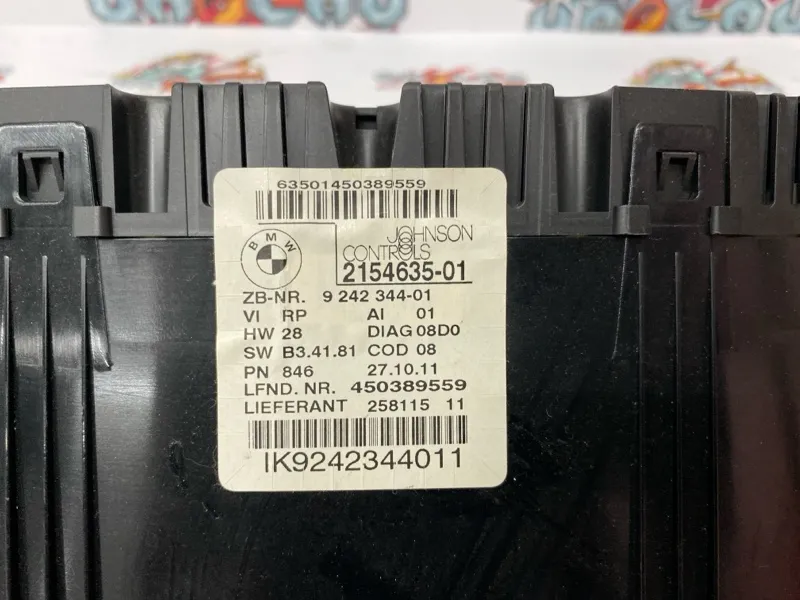 63501450389559
BMW
JOHNSON
CONTROLS
2154635-01
ZB-NR. 9 242 344-01
VI RP AI 01
HW 28 DIAG 08D0
SW B3.41.81 COD 08
PN 846 27.10.11
LFND. NR. 450389559
LIEFERANT 258115 11
IK9242344011